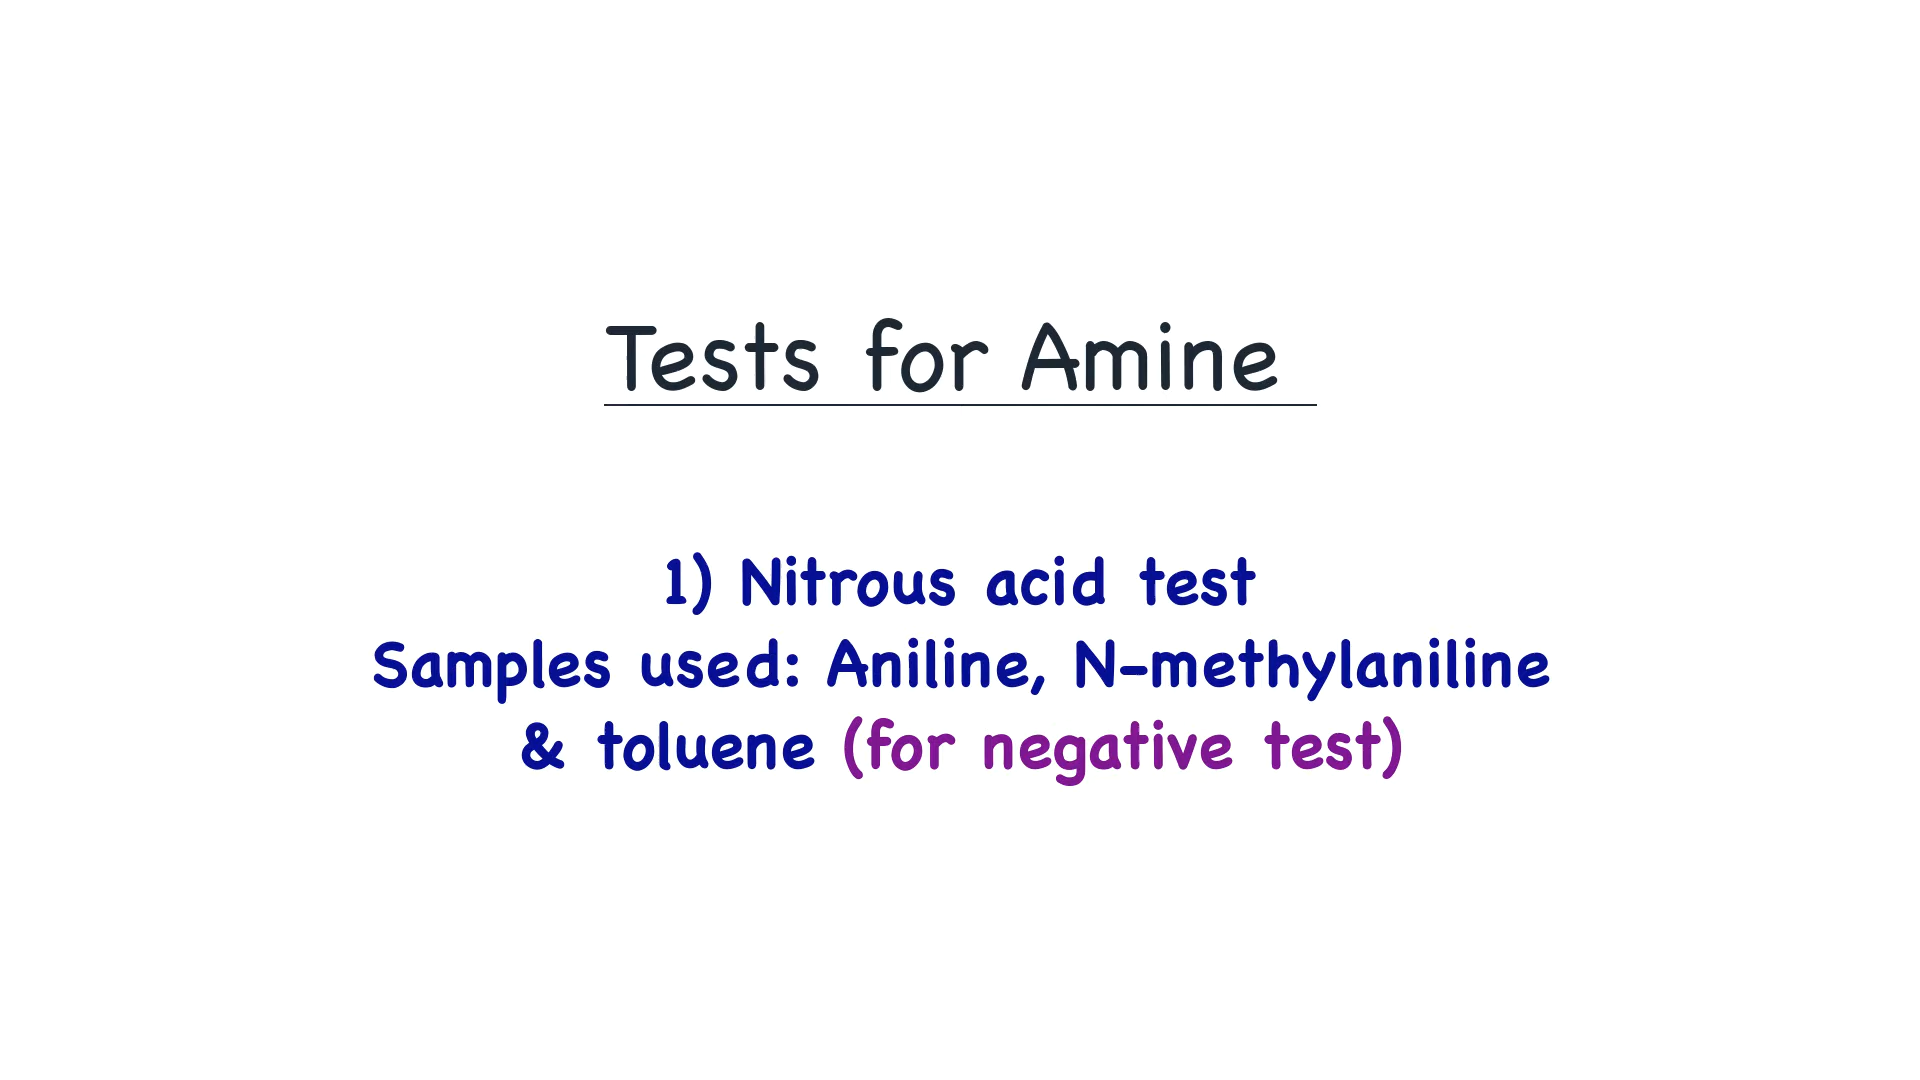 Tests for Amine
1) Nitrous acid test
Samples used: Aniline, N-methylaniline
& toluene (for negative test)